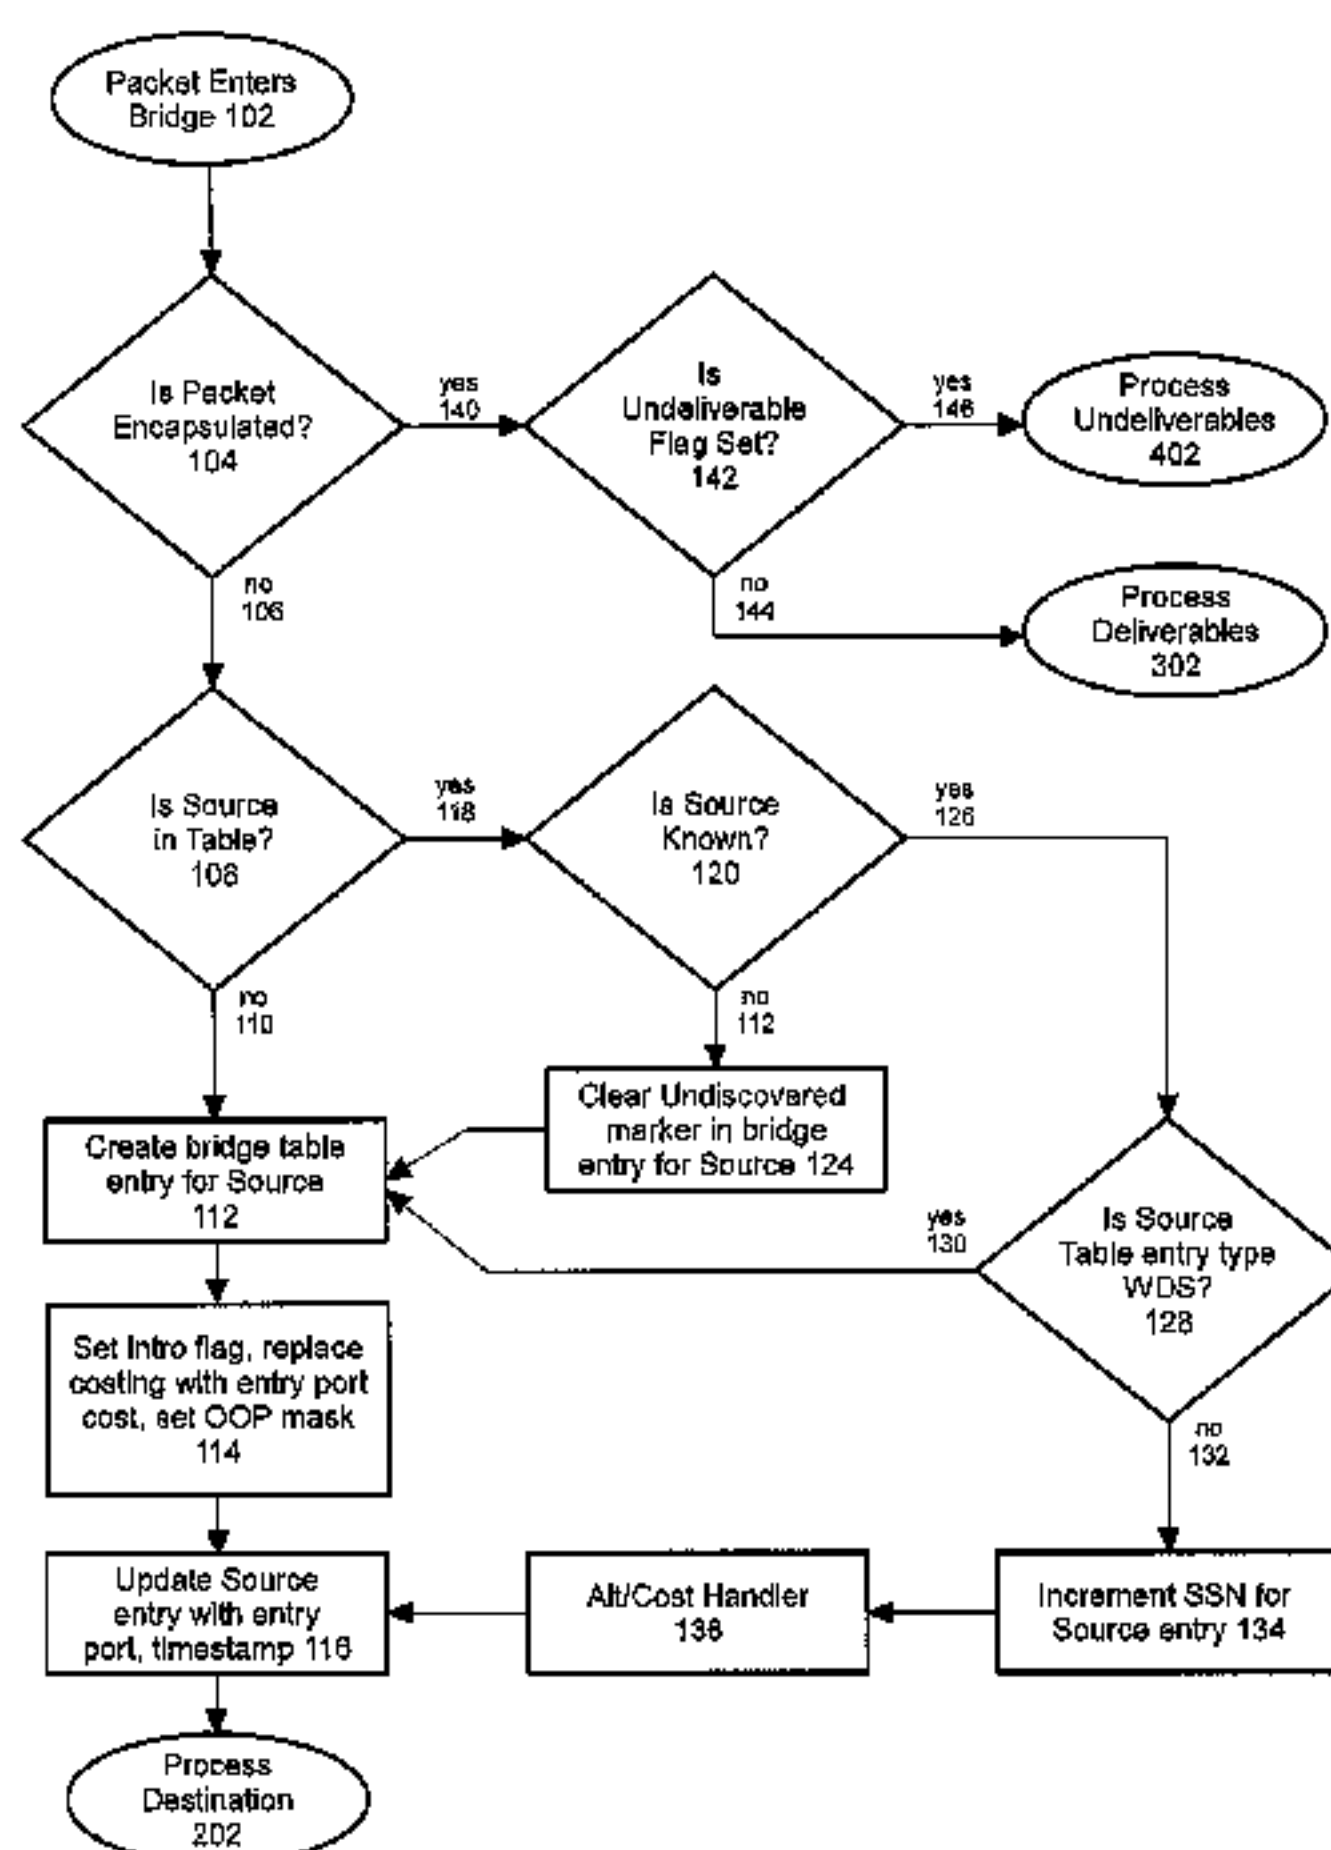 Packet Enters
Bridge 102
Is Packet
Encapsulated?
104
yes
140
Is
Undeliverable
Flag Set?
142
yes
146
Process
Undeliverables
402
no
106
no
144
Process
Deliverables
302
Is Source
in Table?
108
yes
118
Is Source
Known?
120
yes
126
no
110
no
112
Clear Undiscovered
marker in bridge
entry for Source 124
Create bridge table
entry for Source
112
yes
130
Is Source
Table entry type
WDS?
128
Set Intro flag, replace
costing with entry port
cost, set OOP mask
114
no
132
Update Source
entry with entry
port, timestamp 116
Alt/Cost Handler
136
Increment SSN for
Source entry 134
Process
Destination
202